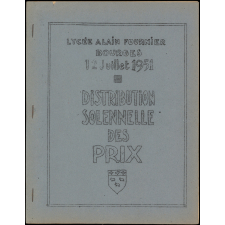 LYCÉE ALAIN FOURNIER
BOURGES
12 Juillet 1951
DISTRIBUTION
SOLENNELLE
DES
PRIX